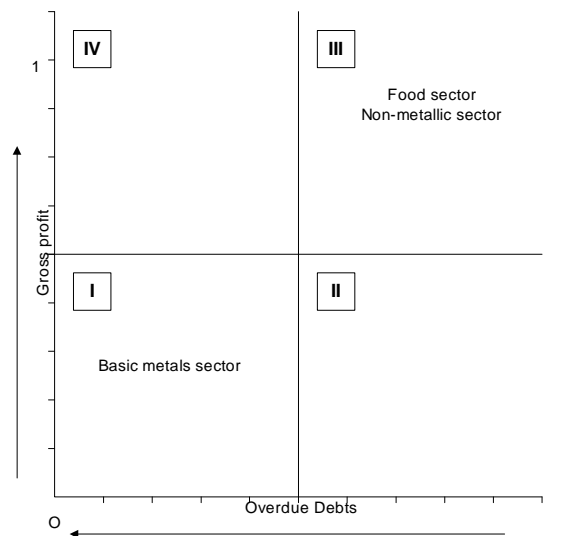 IV
III
1
Food sector
Non-metallic sector
Gross profit
I
II
Basic metals sector
Overdue Debts
O